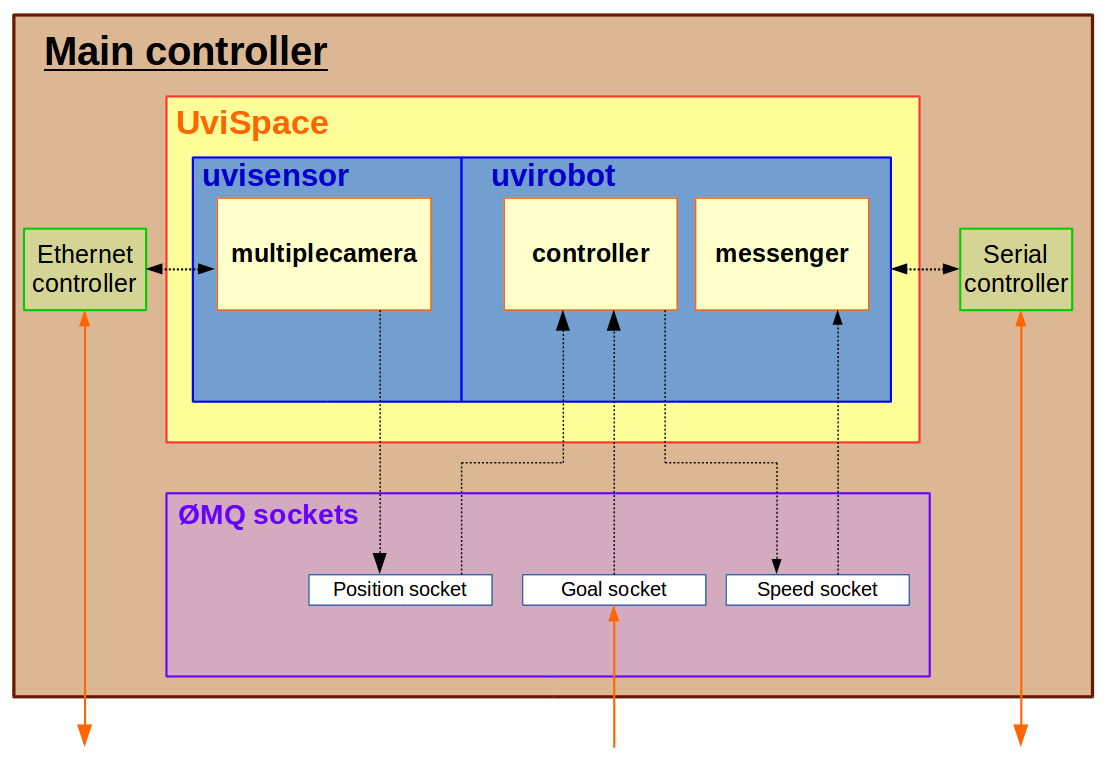 Main controller
UviSpace
uvisensor
uvirobot
multiplecamera
controller
messenger
Ethernet
controller
Serial
controller
ØMQ sockets
Position socket
Goal socket
Speed socket